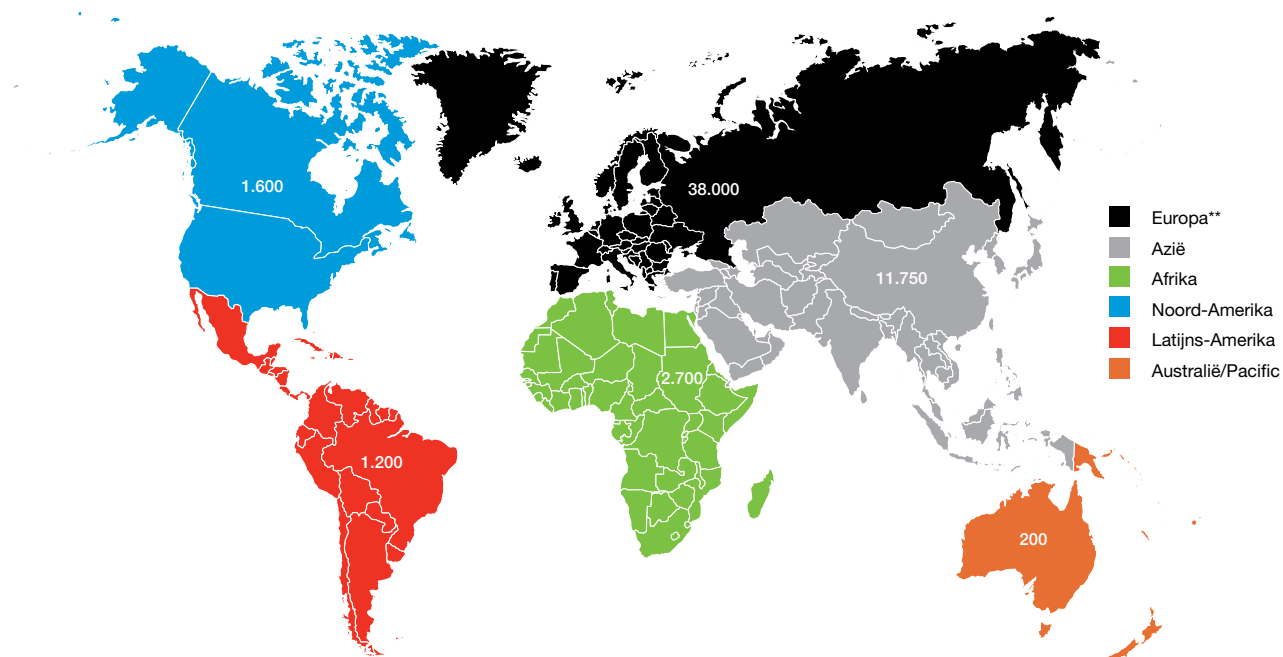 1.600
38.000
11.750
2.700
1.200
200
Europa**
Azië
Afrika
Noord-Amerika
Latijns-Amerika
Australië/Pacific